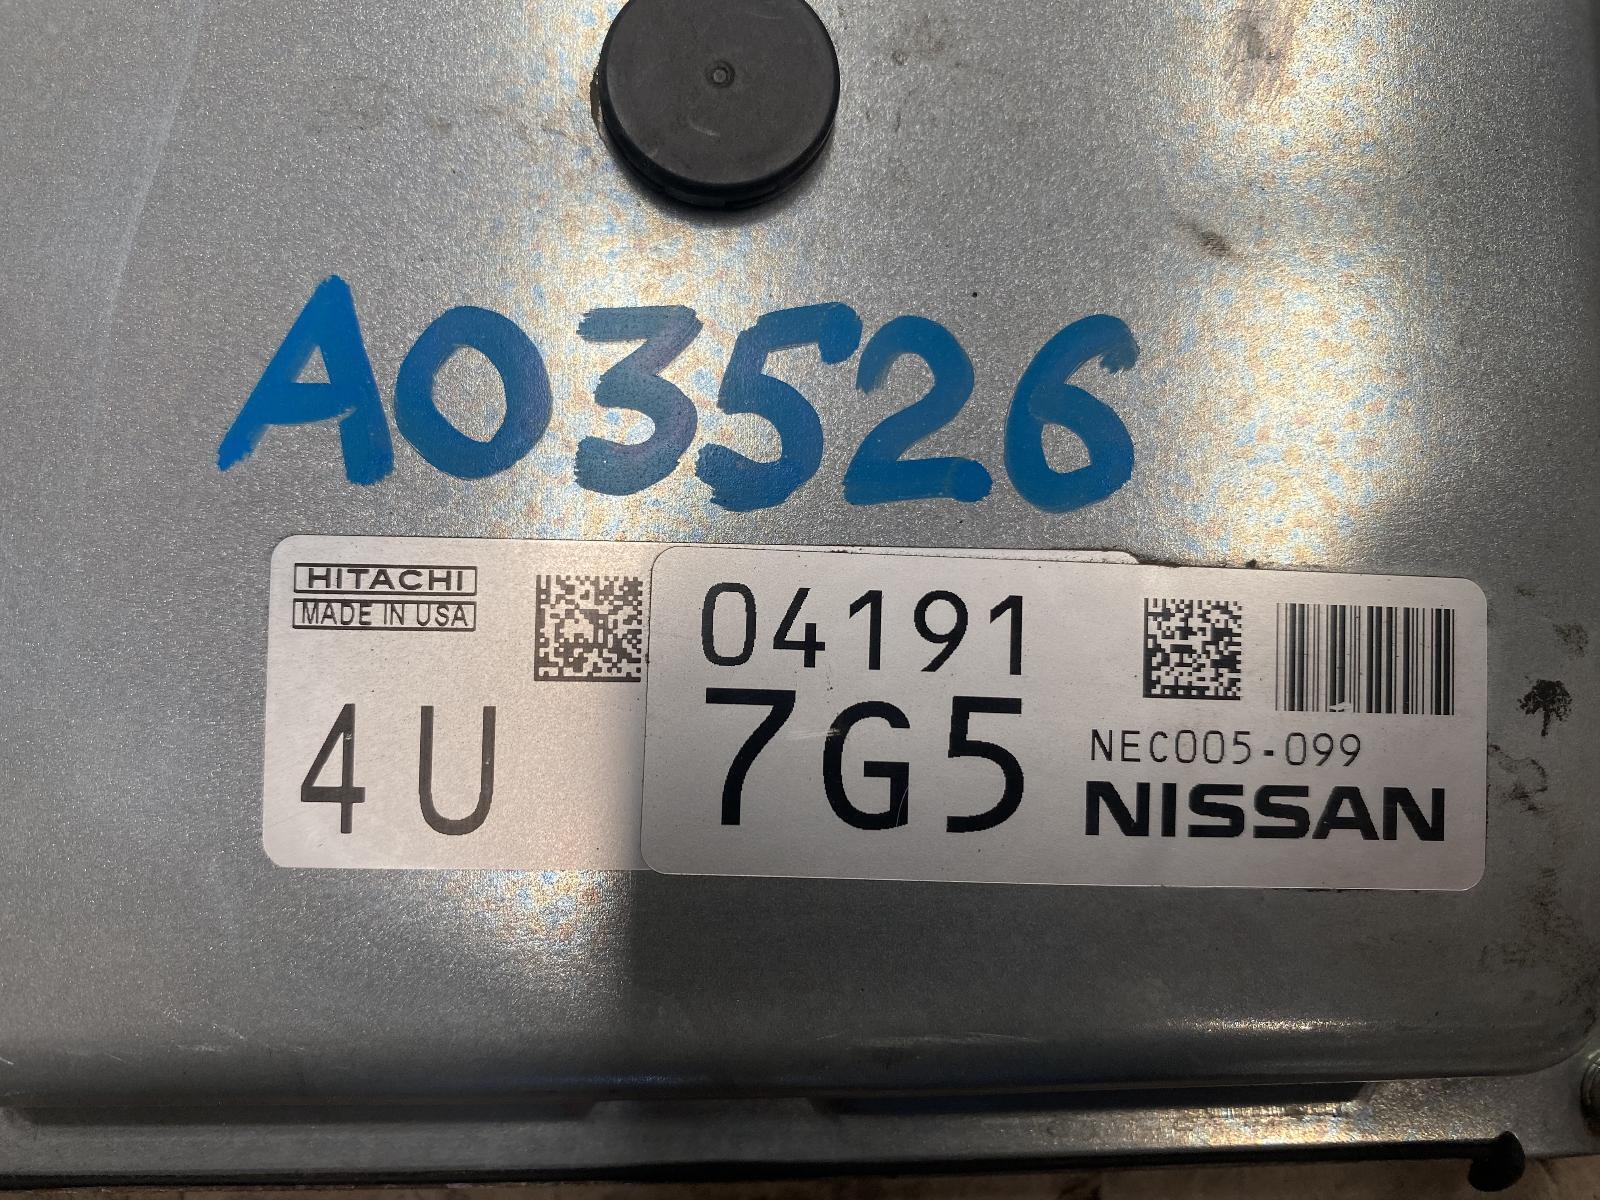 A03526
HITACHI
MADE IN USA
4U
04191
7G5
NEC005-099
NISSAN